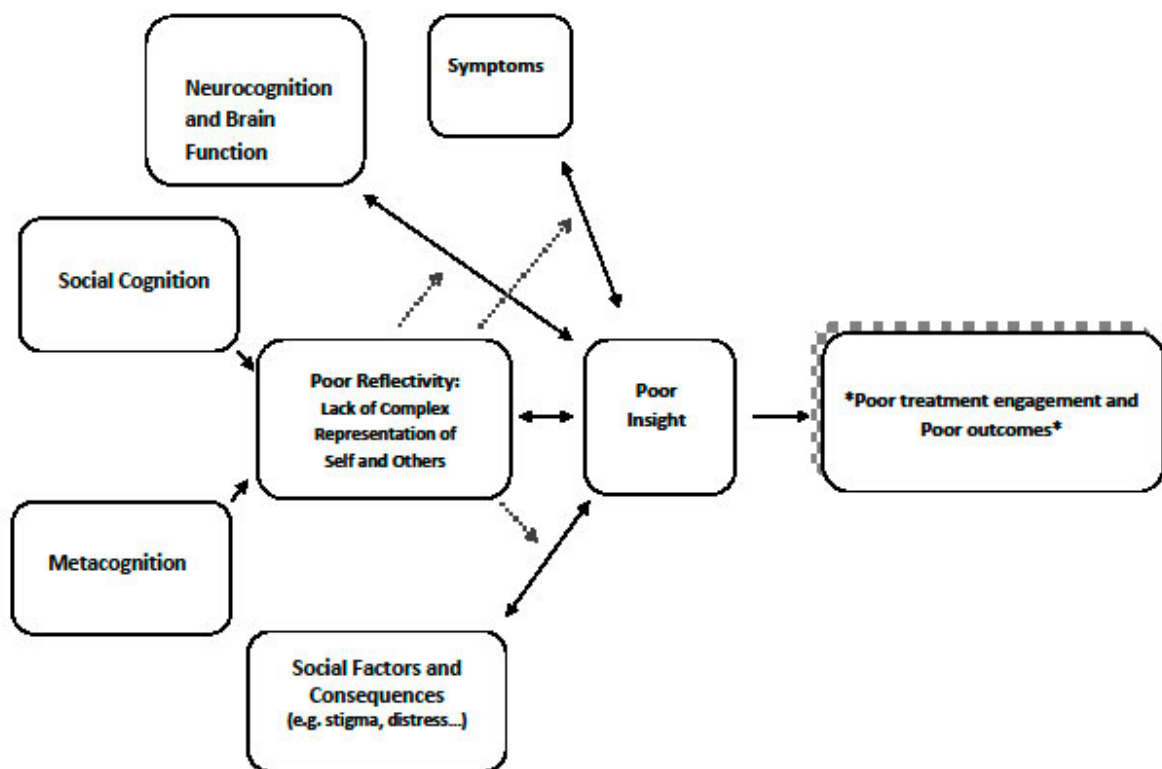 Symptoms
Neurocognition
and Brain
Function
Social Cognition
Poor Reflectivity:
Lack of Complex
Representation of
Self and Others
Poor
Insight
*Poor treatment engagement and
Poor outcomes*
Metacognition
Social Factors and
Consequences
(e.g. stigma, distress...)